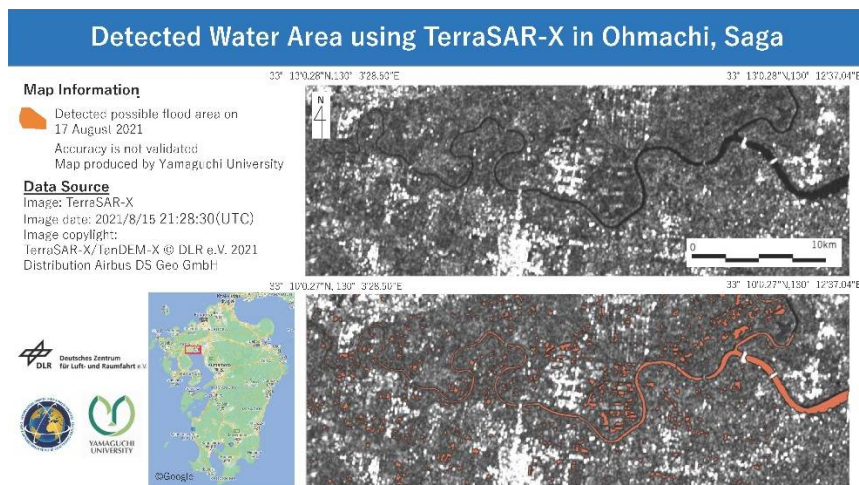 Detected Water Area using TerraSAR-X in Ohmachi, Saga
33° 13'0.28"N,130° 3'28.50"E
33° 13'0.28"N,130° 12'37.04"E
Map Information
Detected possible flood area on
17 August 2021
Accuracy is not validated
Map produced by Yamaguchi University
Data Source
Image: TerraSAR-X
Image date: 2021/8/15 21:28:30(UTC)
Image copylight:
TerraSAR-X/TanDEM-X © DLR e.V. 2021
Distribution Airbus DS Geo GmbH
N
0 10km
33° 10'0.27"N, 130° 3'28.50"E
33° 10'0.27"N,130° 12'37.04"E
DLR
Deutsches Zentrum
für Luft- und Raumfahrt e.V.
YAMAGUCHI
UNIVERSITY
©Google